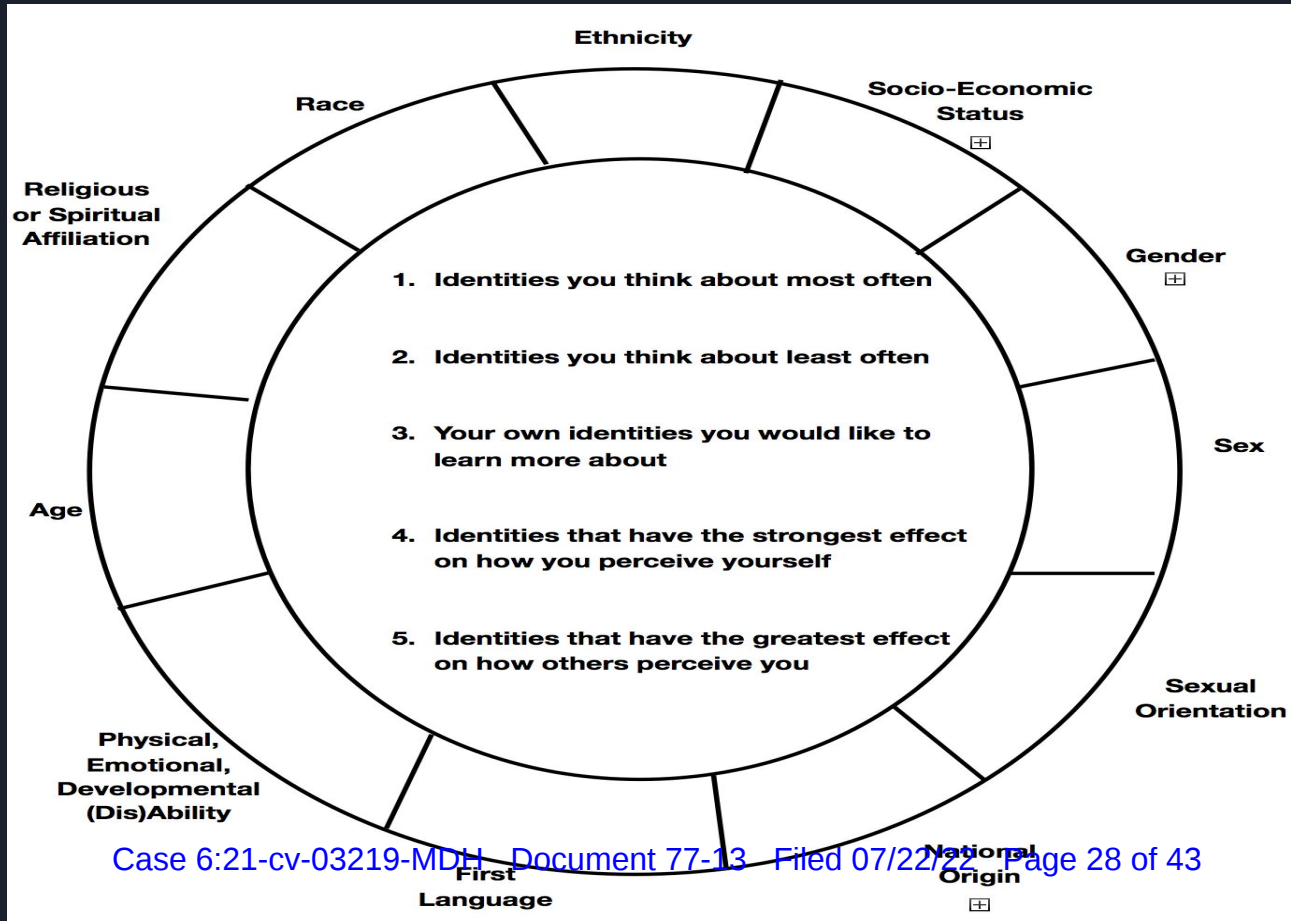 Ethnicity
Socio-Economic
Status
Race
Religious
or Spiritual
Affiliation
Gender
1. Identities you think about most often
2. Identities you think about least often
3. Your own identities you would like to
learn more about
Sex
Age
4. Identities that have the strongest effect
on how you perceive yourself
5. Identities that have the greatest effect
on how others perceive you
Sexual
Orientation
Physical,
Emotional,
Developmental
(Dis)Ability
First
Language
National
Origin
Case 6:21-cv-03219-MDH Document 77-13 Filed 07/22/22 Page 28 of 43